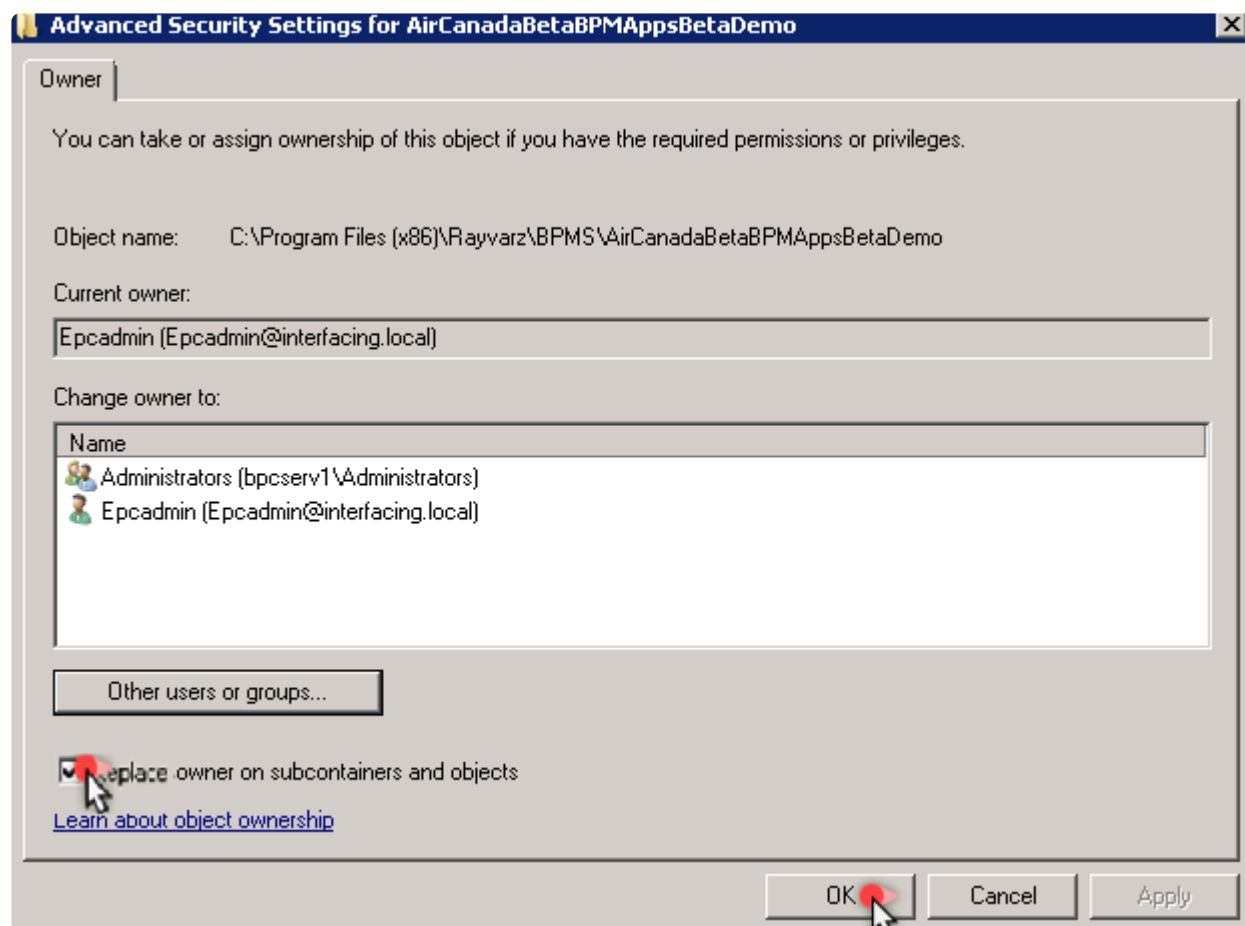 Advanced Security Settings for AirCanadaBetaBPMAppsBetaDemo
Owner
You can take or assign ownership of this object if you have the required permissions or privileges.
Object name: C:\Program Files (x86)\Rayvarz\BPMS\AirCanadaBetaBPMAppsBetaDemo
Current owner:
Epcadmin (Epcadmin@interfacing.local)
Change owner to:
Name
Administrators (bpcserv1\Administrators)
Epcadmin (Epcadmin@interfacing.local)
Other users or groups...
Replace owner on subcontainers and objects
Learn about object ownership
OK Cancel Apply